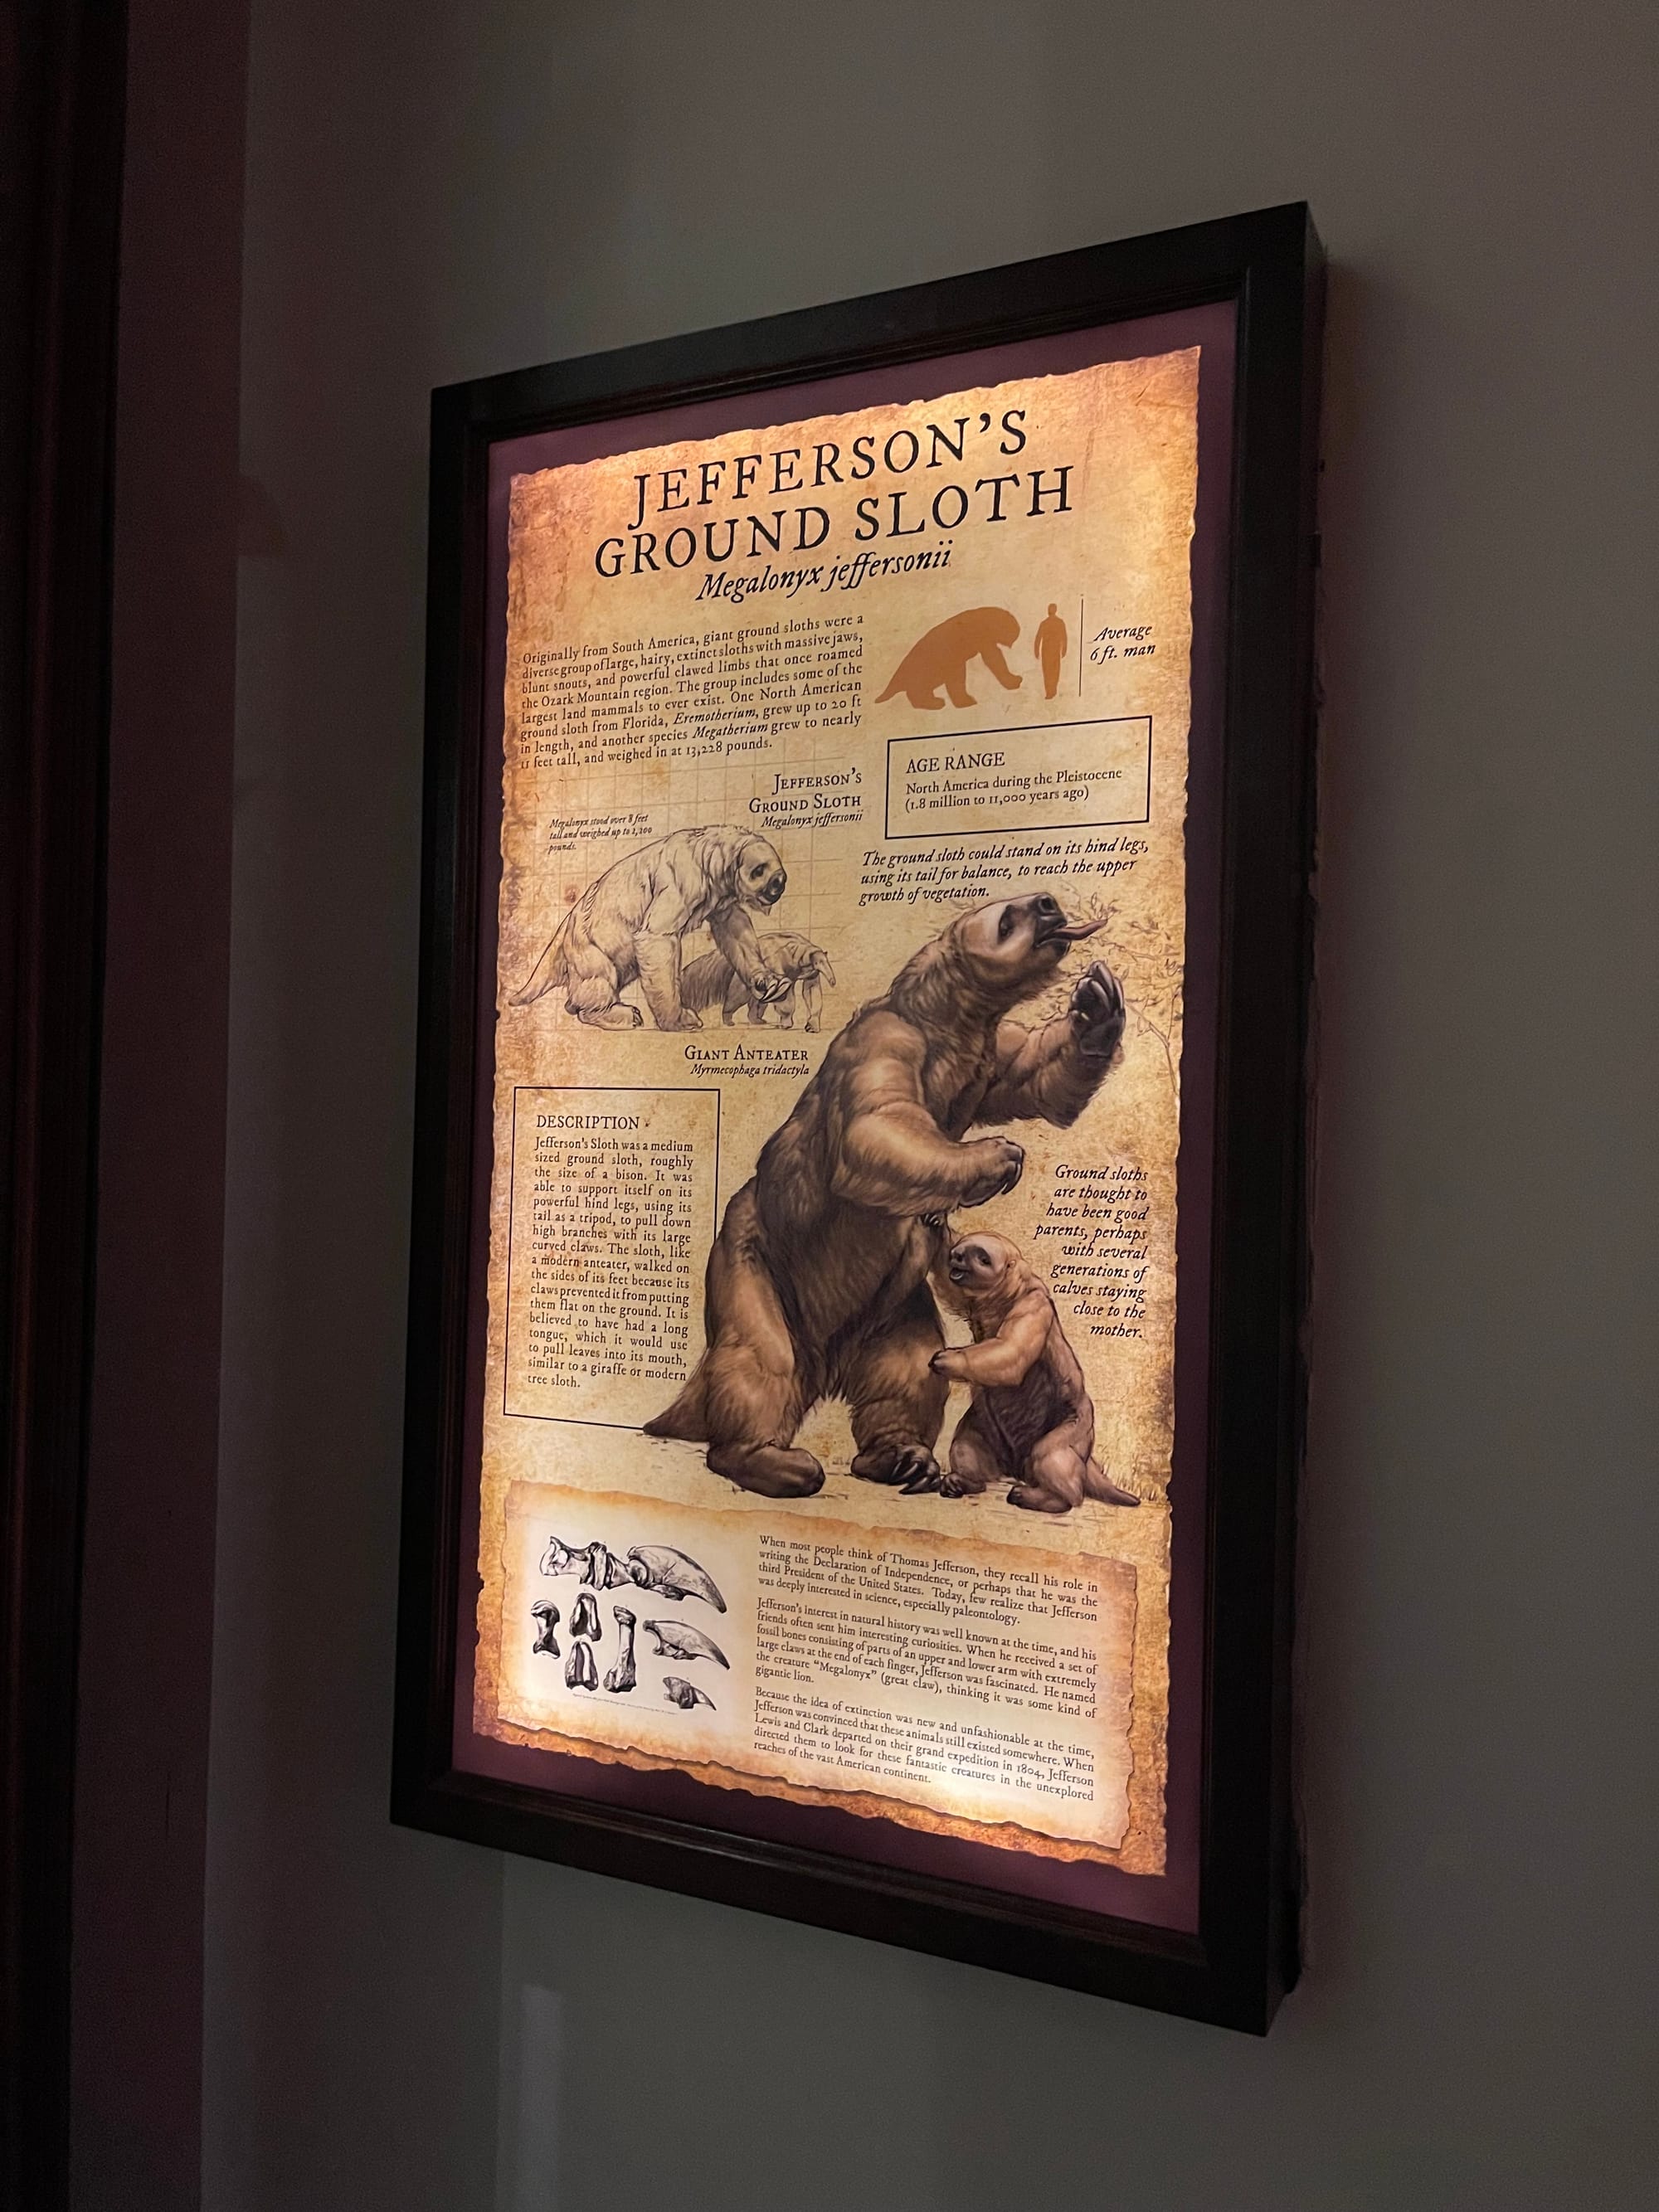 JEFFERSON'S
GROUND SLOTH
Megalonyx jeffersonii
Originally from South America, giant ground sloths were a
diverse group of large, hairy, extinct sloths with massive jaws,
blunt snouts, and powerful clawed limbs that once roamed
the Ozark Mountain region. The group includes some of the
largest land mammals to ever exist. One North American
ground sloth from Florida, Eremotherium, grew up to 20 ft
in length, and another species Megatherium grew to nearly
11 feet tall, and weighed in at 13,228 pounds.
Average
6 ft. man
AGE RANGE
North America during the Pleistocene
(1.8 million to 11,000 years ago)
JEFFERSON'S
GROUND SLOTH
Megalonyx jeffersonii
Megalonyx stood over 8 feet
tall and weighed up to 2,200
pounds.
The ground sloth could stand on its hind legs,
using its tail for balance, to reach the upper
growth of vegetation.
GIANT ANTEATER
Myrmecophaga tridactyla
DESCRIPTION
Jefferson's Sloth was a medium
sized ground sloth, roughly
the size of a bison. It was
able to support itself on its
powerful hind legs, using its
tail as a tripod, to pull down
high branches with its large
curved claws. The sloth, like
a modern anteater, walked on
the sides of its feet because its
claws prevented it from putting
them flat on the ground. It is
believed to have had a long
tongue, which it would use
to pull leaves into its mouth,
similar to a giraffe or modern
tree sloth.
Ground sloths
are thought to
have been good
parents, perhaps
with several
generations of
calves staying
close to the
mother.
When most people think of Thomas Jefferson, they recall his role in
writing the Declaration of Independence, or perhaps that he was the
third President of the United States. Today, few realize that Jefferson
was deeply interested in science, especially paleontology.
Jefferson's interest in natural history was well known at the time, and his
friends often sent him interesting curiosities. When he received a set of
fossil bones consisting of parts of an upper and lower arm with extremely
large claws at the end of each finger, Jefferson was fascinated. He named
the creature "Megalonyx" (great claw), thinking it was some kind of
gigantic lion.
Because the idea of extinction was new and unfashionable at the time,
Jefferson was convinced that these animals still existed somewhere. When
Lewis and Clark departed on their grand expedition in 1804, Jefferson
directed them to look for these fantastic creatures in the unexplored
reaches of the vast American continent.